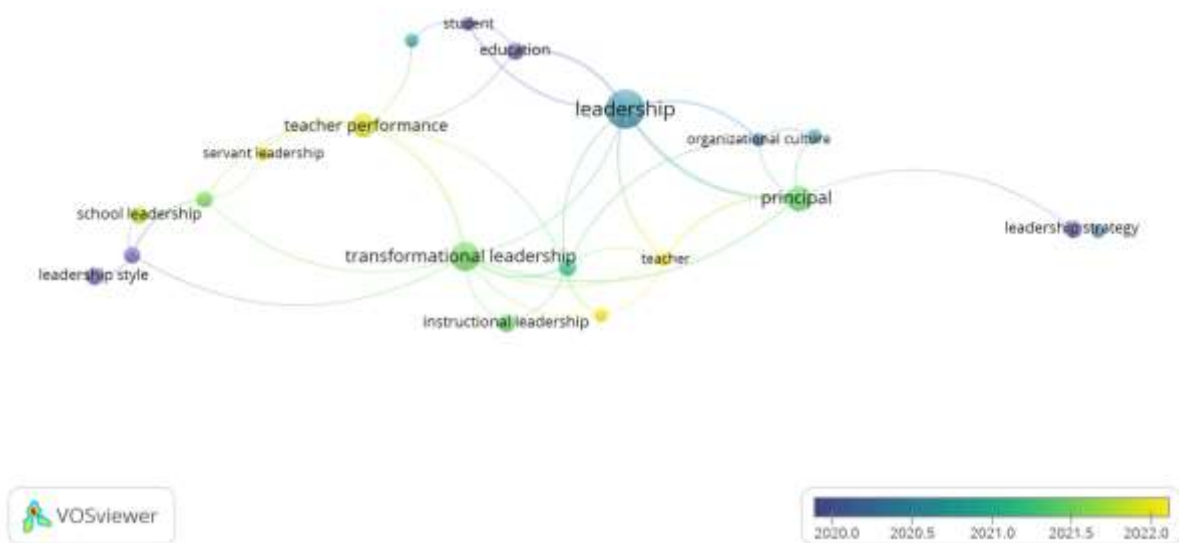 student
education
leadership
teacher performance
organizational culture
servant leadership
principal
school leadership
leadership strategy
transformational leadership
teacher
leadership style
instructional leadership
VOSviewer
2020.0 2020.5 2021.0 2021.5 2022.0